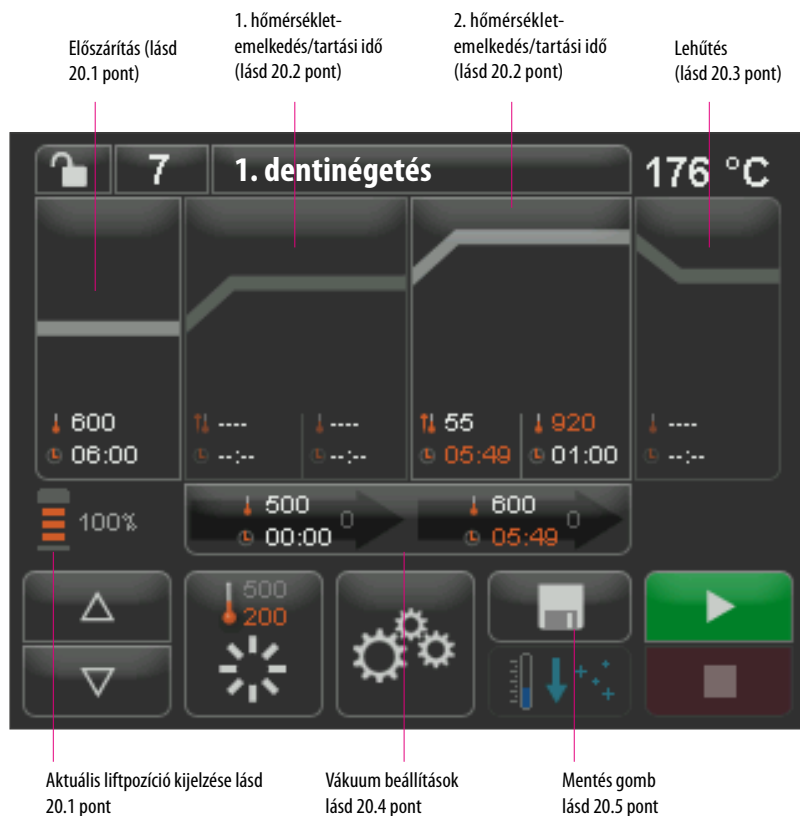 Előszárítás (lásd
20.1 pont)
1. hőmérséklet-
emelkedés/tartási idő
(lásd 20.2 pont)
2. hőmérséklet-
emelkedés/tartási idő
(lásd 20.2 pont)
Lehűtés
(lásd 20.3 pont)
7
1. dentinégetés
176 °C
600
06:00
----
--:--
----
--:--
55
05:49
920
01:00
----
--:--
100%
500
00:00
0
600
05:49
0
500
200
Aktuális liftpozíció kijelzése lásd
20.1 pont
Vákuum beállítások
lásd 20.4 pont
Mentés gomb
lásd 20.5 pont